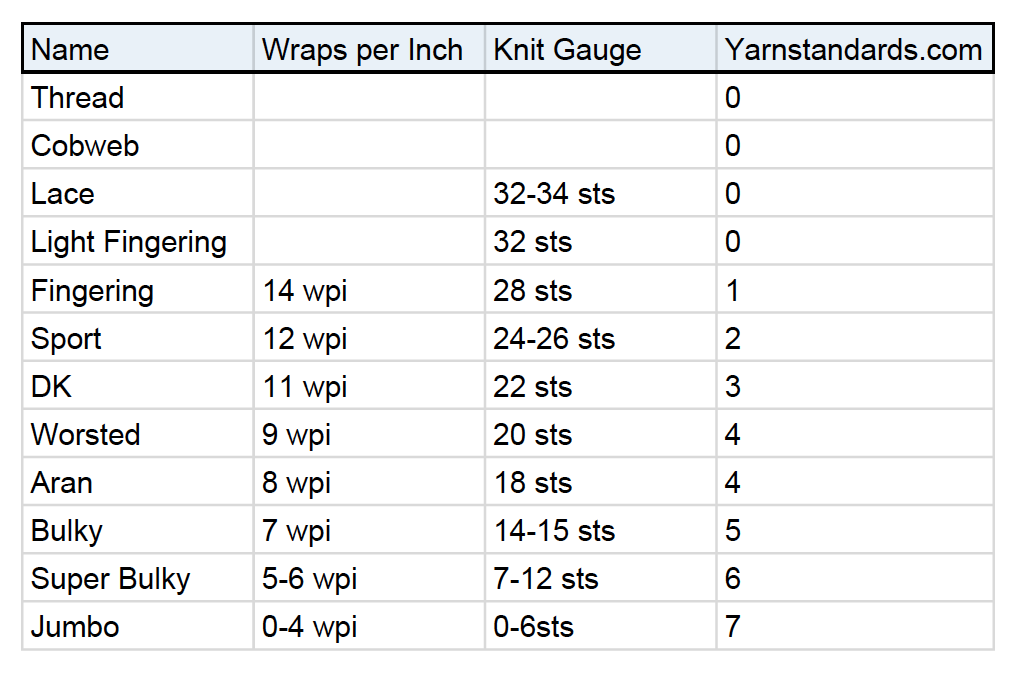 Name Wraps per Inch Knit Gauge Yarnstandards.com
Thread 0
Cobweb 0
Lace 32-34 sts 0
Light Fingering 32 sts 0
Fingering 14 wpi 28 sts 1
Sport 12 wpi 24-26 sts 2
DK 11 wpi 22 sts 3
Worsted 9 wpi 20 sts 4
Aran 8 wpi 18 sts 4
Bulky 7 wpi 14-15 sts 5
Super Bulky 5-6 wpi 7-12 sts 6
Jumbo 0-4 wpi 0-6sts 7